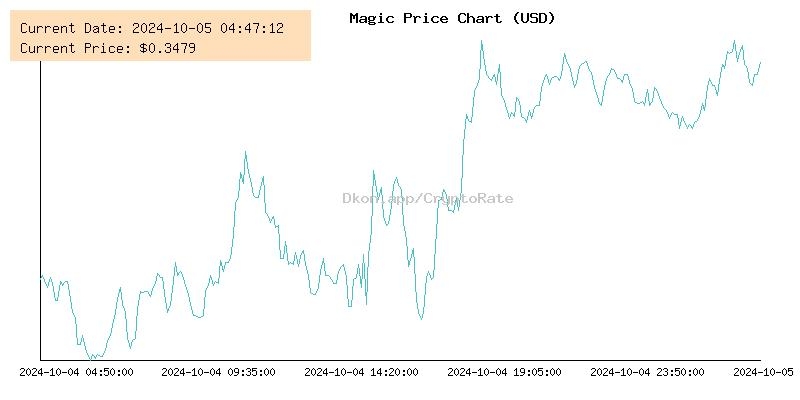 Magic Price Chart (USD)
Current Date: 2024-10-05 04:47:12
Current Price: $0.3479
Dkon.app/CryptoRate
2024-10-04 04:50:00 2024-10-04 09:35:00 2024-10-04 14:20:00 2024-10-04 19:05:00 2024-10-04 23:50:00 2024-10-05